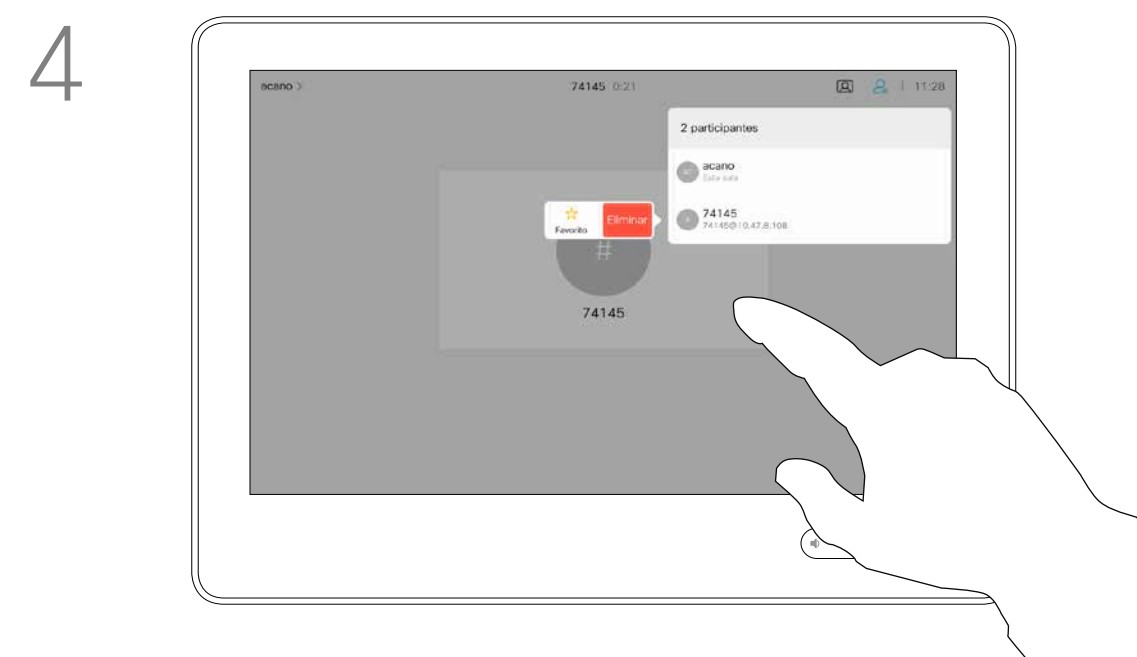 4
acano
74145 0:21
11:28
2 participantes
acano
Esta sala
74145
74145@10.47.8.108
Favorito
Eliminar
#
74145